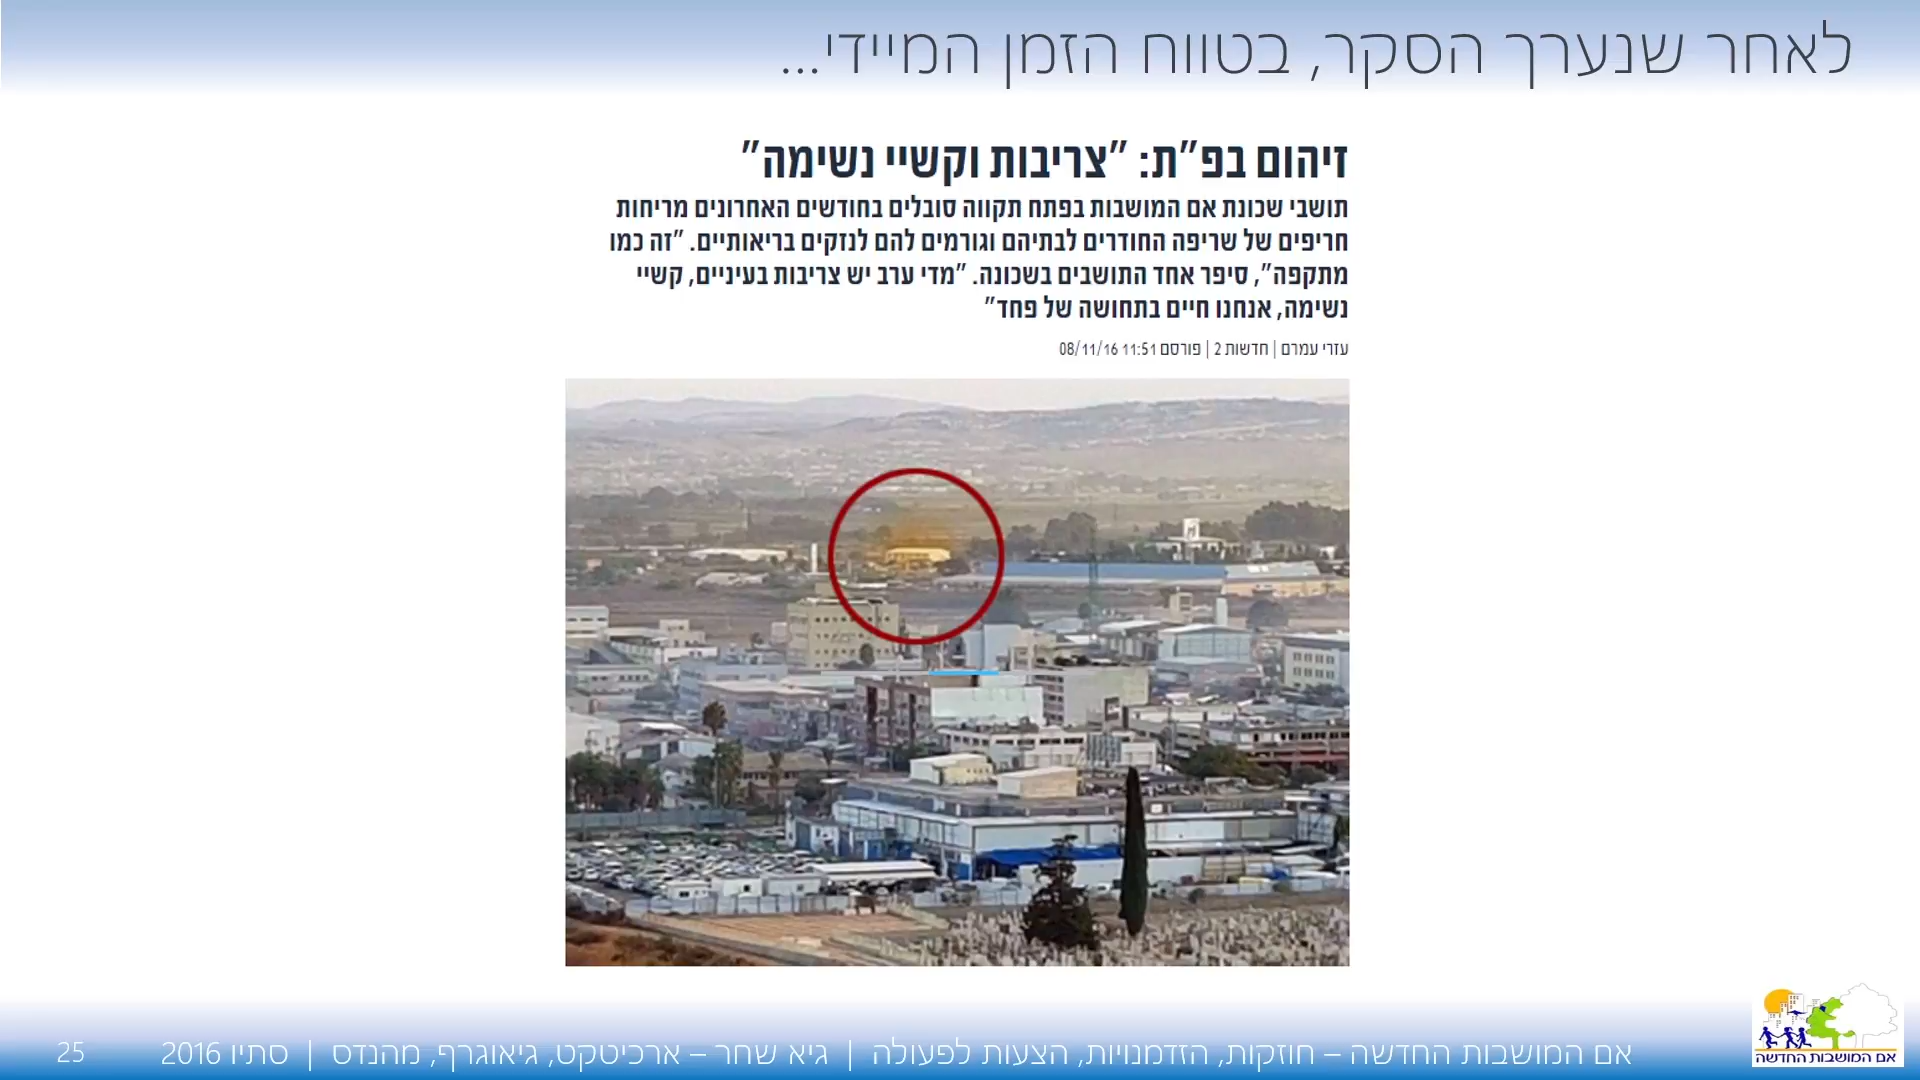 לאחר שנערך הסקר, בטווח הזמן המיידי...
זיהום בפ"ת: "צריבות וקשיי נשימה"
תושבי שכונת אם המושבות בפתח תקווה סובלים בחודשים האחרונים מריחות
חריפים של שריפה החודרים לבתיהם וגורמים להם לנזקים בריאותיים. "זה כמו
מתקפה", סיפר אחד התושבים בשכונה. "מדי ערב יש צריבות בעיניים, קשיי
נשימה, אנחנו חיים בתחושה של פחד"
עזרי עמרם | חדשות 2 | פורסם 11:51 08/11/16
אם המושבות החדשה
אם המושבות החדשה – חוזקות, הזדמנויות, הצעות לפעולה | גיא שחר – ארכיטקט, גיאוגרף, מהנדס | סתיו 2016
25